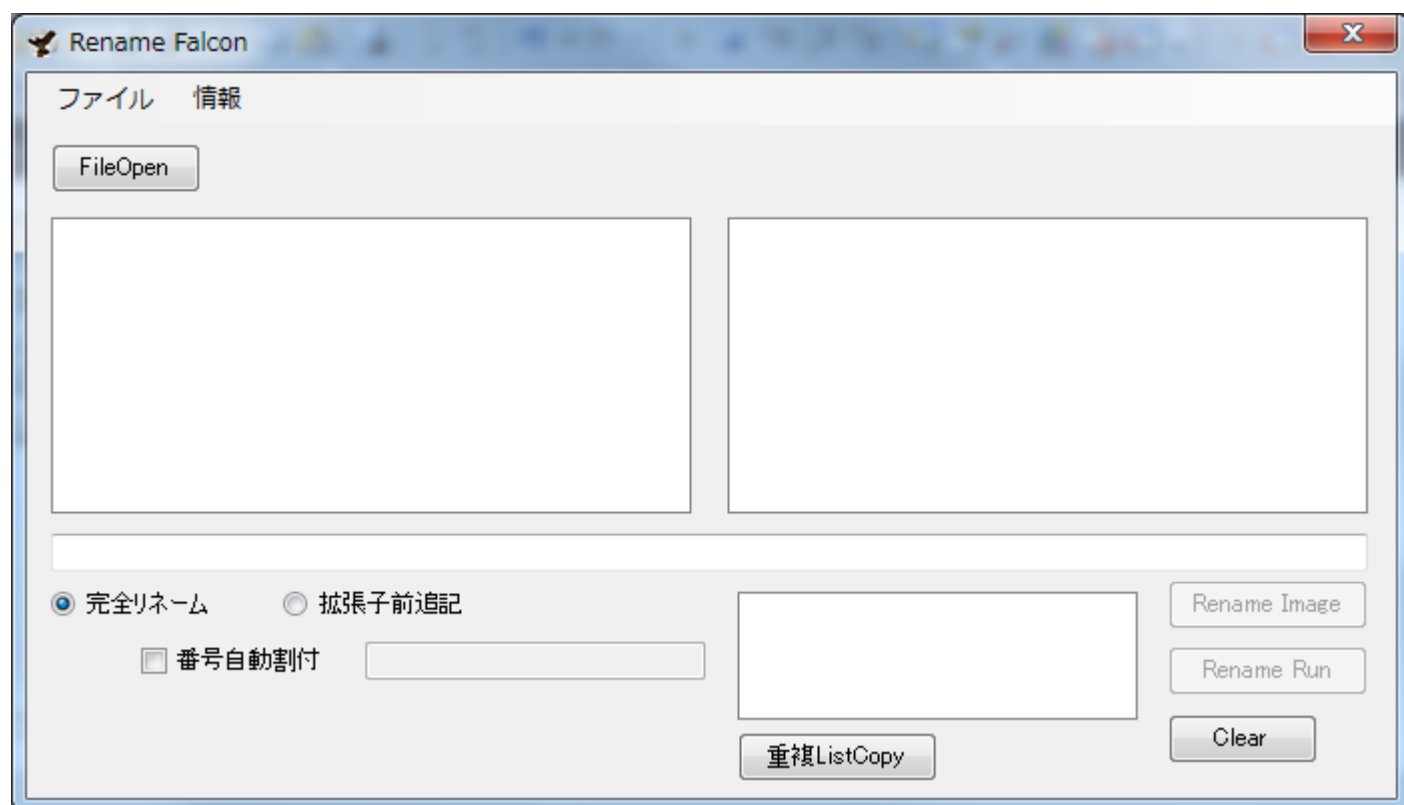 Rename Falcon
ファイル 情報
FileOpen
完全リネーム 拡張子前追記 Rename Image
番号自動割付 Rename Run
Clear
重複ListCopy